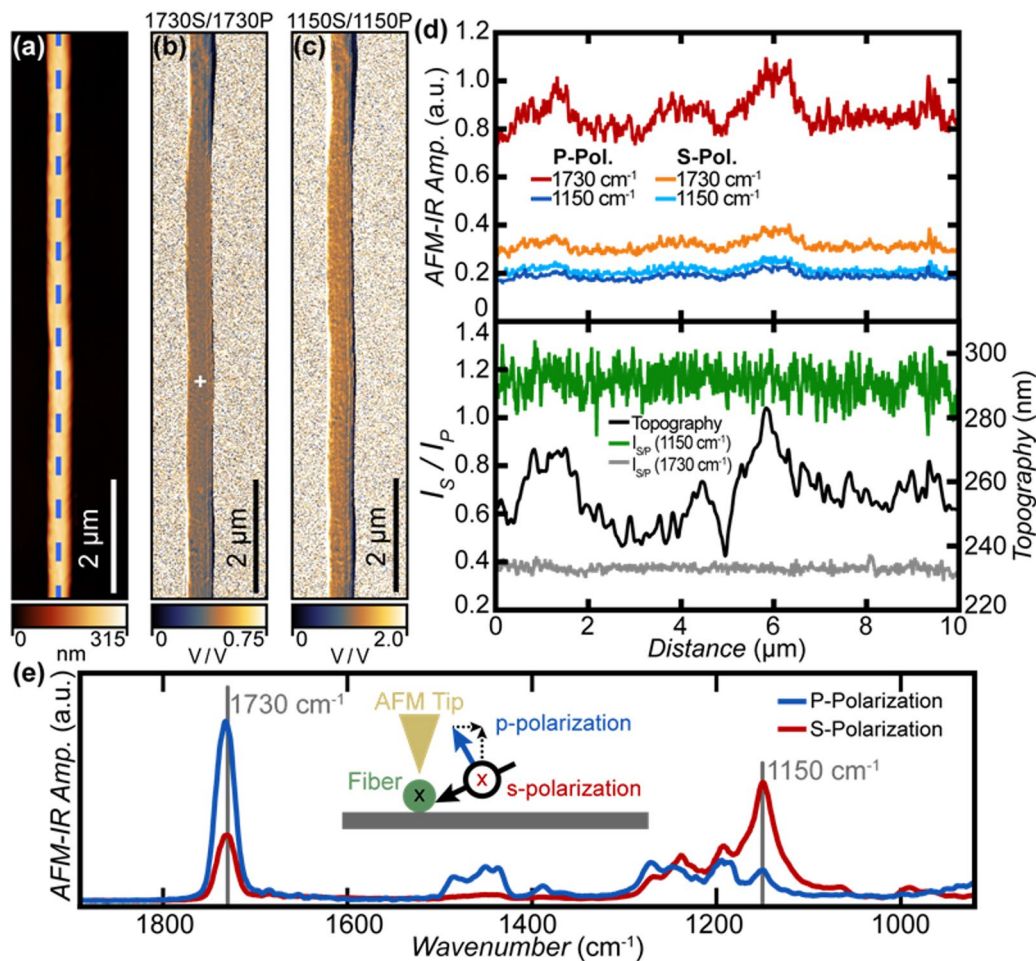 1730S/1730P
1150S/1150P
(a)
(b)
(c)
(d)
2 µm
2 µm
2 µm
0
315
nm
0
0.75
V/V
0
2.0
V/V
AFM-IR Amp. (a.u.)
1.2
1.0
0.8
0.6
0.4
0.2
0
P-Pol.
S-Pol.
1730 cm-1
1730 cm-1
1150 cm-1
1150 cm-1
IS / IP
1.4
1.2
1.0
0.8
0.6
0.4
0.2
Topography
IS/P (1150 cm-1)
IS/P (1730 cm-1)
300
280
260
240
220
Topography (nm)
0
2
4
6
8
10
Distance (µm)
(e)
AFM-IR Amp. (a.u.)
1730 cm-1
AFM Tip
p-polarization
Fiber
x
x
s-polarization
P-Polarization
S-Polarization
1150 cm-1
1800
1600
1400
1200
1000
Wavenumber (cm-1)